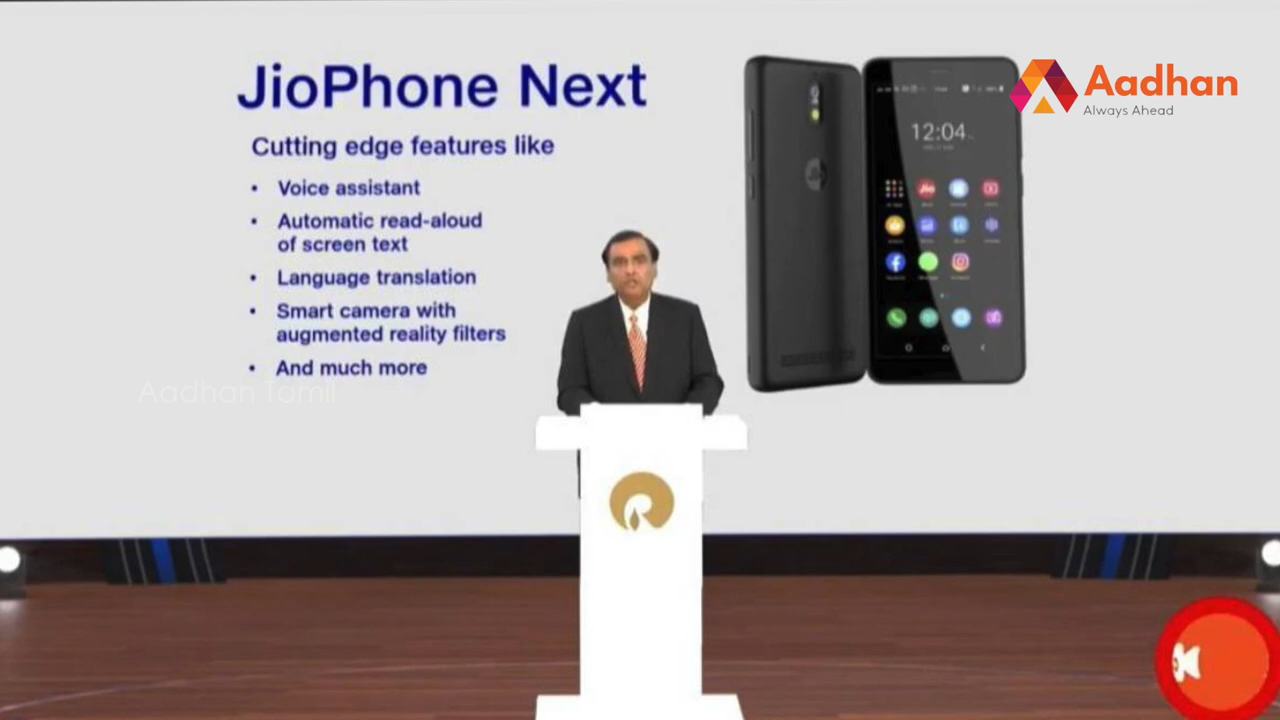 JioPhone Next
Cutting edge features like
• Voice assistant
• Automatic read-aloud
of screen text
• Language translation
• Smart camera with
augmented reality filters
• And much more
Aadhan
Always Ahead
12:04
Jio
Aadhan Tamil